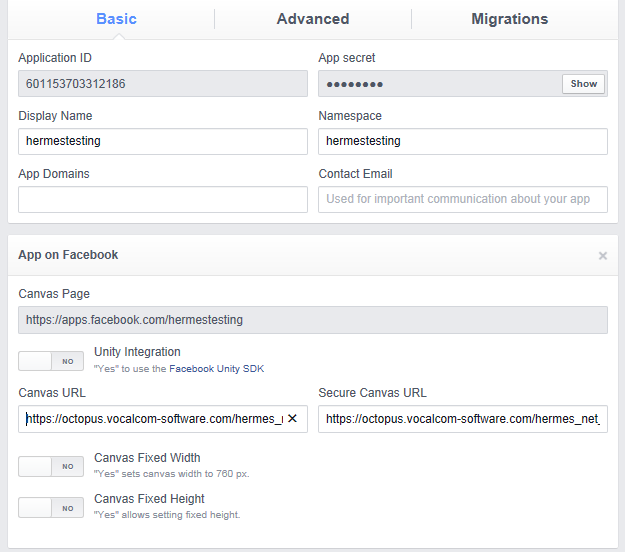 Basic Advanced Migrations
Application ID App secret
601153703312186 ●●●●●●●● Show
Display Name Namespace
hermestesting hermestesting
App Domains Contact Email
Used for important communication about your app
App on Facebook ×
Canvas Page
https://apps.facebook.com/hermestesting
NO Unity Integration
"Yes" to use the Facebook Unity SDK
Canvas URL Secure Canvas URL
https://octopus.vocalcom-software.com/hermes_ ✕ https://octopus.vocalcom-software.com/hermes_net_
NO Canvas Fixed Width
"Yes" sets canvas width to 760 px.
NO Canvas Fixed Height
"Yes" allows setting fixed height.